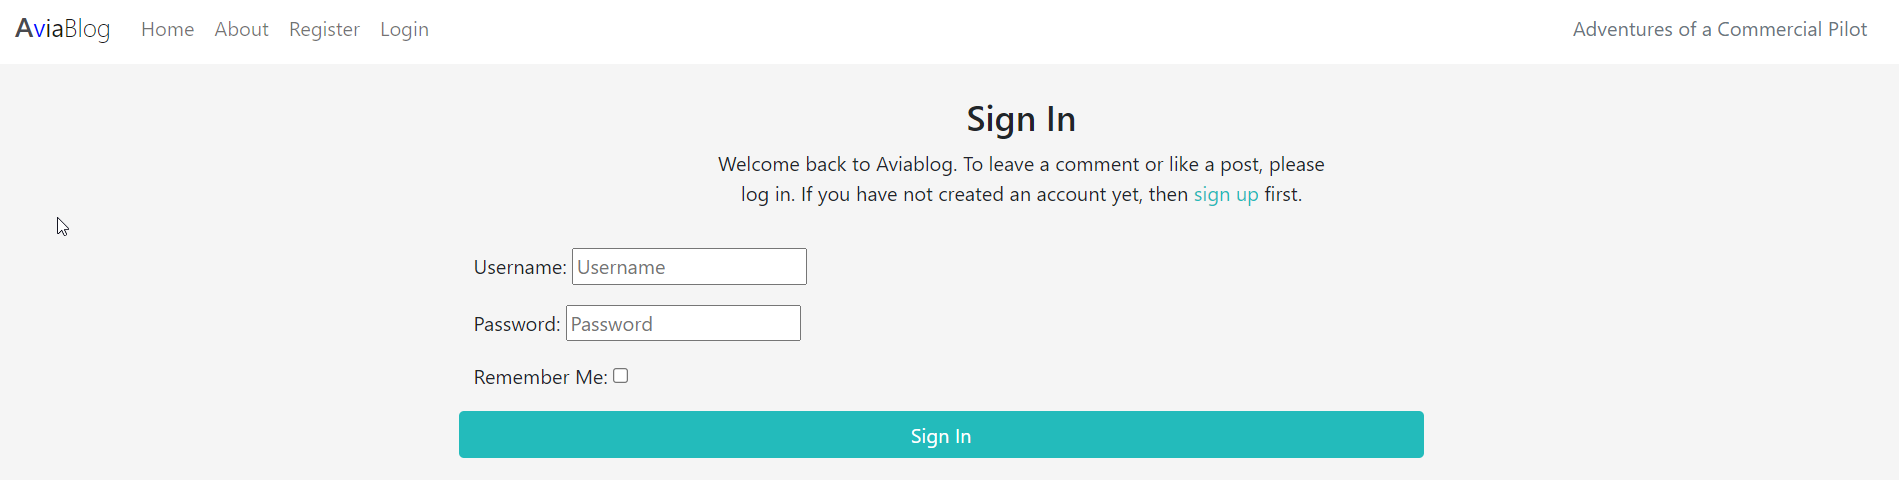 AviaBlog Home About Register Login Adventures of a Commercial Pilot
Sign In
Welcome back to Aviablog. To leave a comment or like a post, please
log in. If you have not created an account yet, then sign up first.
Username: Username
Password: Password
Remember Me:
Sign In